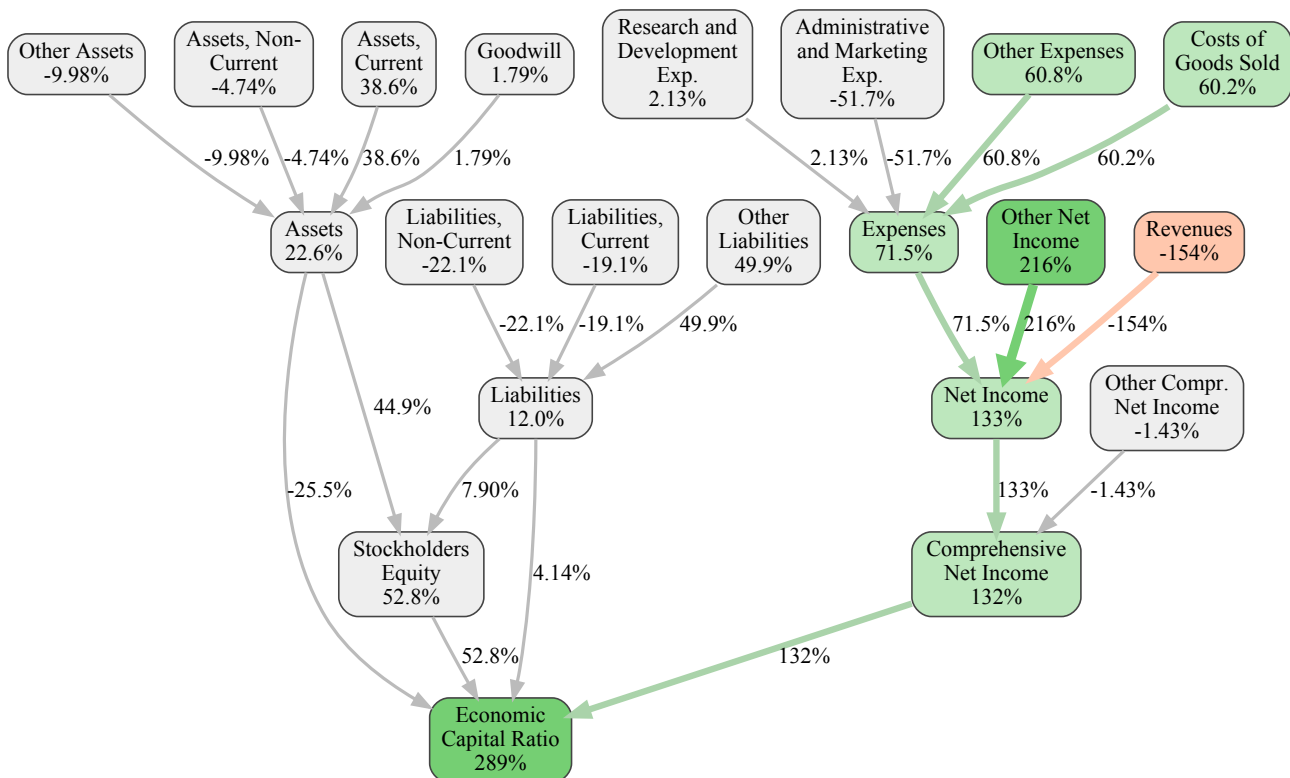 Other Assets
-9.98%
Assets, Non-
Current
-4.74%
Assets,
Current
38.6%
Goodwill
1.79%
Research and
Development
Exp.
2.13%
Administrative
and Marketing
Exp.
-51.7%
Other Expenses
60.8%
Costs of
Goods Sold
60.2%
-9.98%
-4.74%
38.6%
1.79%
2.13%
-51.7%
60.8%
60.2%
Assets
22.6%
Liabilities,
Non-Current
-22.1%
Liabilities,
Current
-19.1%
Other
Liabilities
49.9%
Expenses
71.5%
Other Net
Income
216%
Revenues
-154%
-22.1%
-19.1%
49.9%
71.5%
216%
-154%
44.9%
Liabilities
12.0%
Net Income
133%
Other Compr.
Net Income
-1.43%
-25.5%
7.90%
133%
-1.43%
Stockholders
Equity
52.8%
4.14%
Comprehensive
Net Income
132%
52.8%
132%
Economic
Capital Ratio
289%